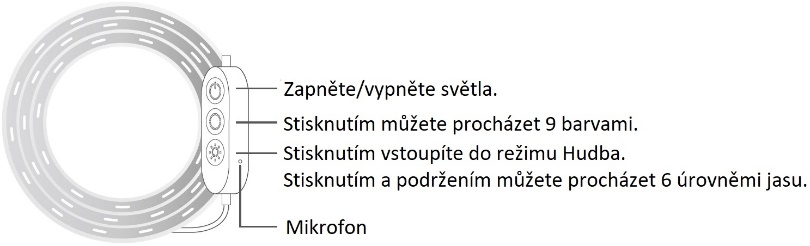 Zapněte/vypněte světla.
Stisknutím můžete procházet 9 barvami.
Stisknutím vstoupíte do režimu Hudba.
Stisknutím a podržením můžete procházet 6 úrovněmi jasu.
Mikrofon